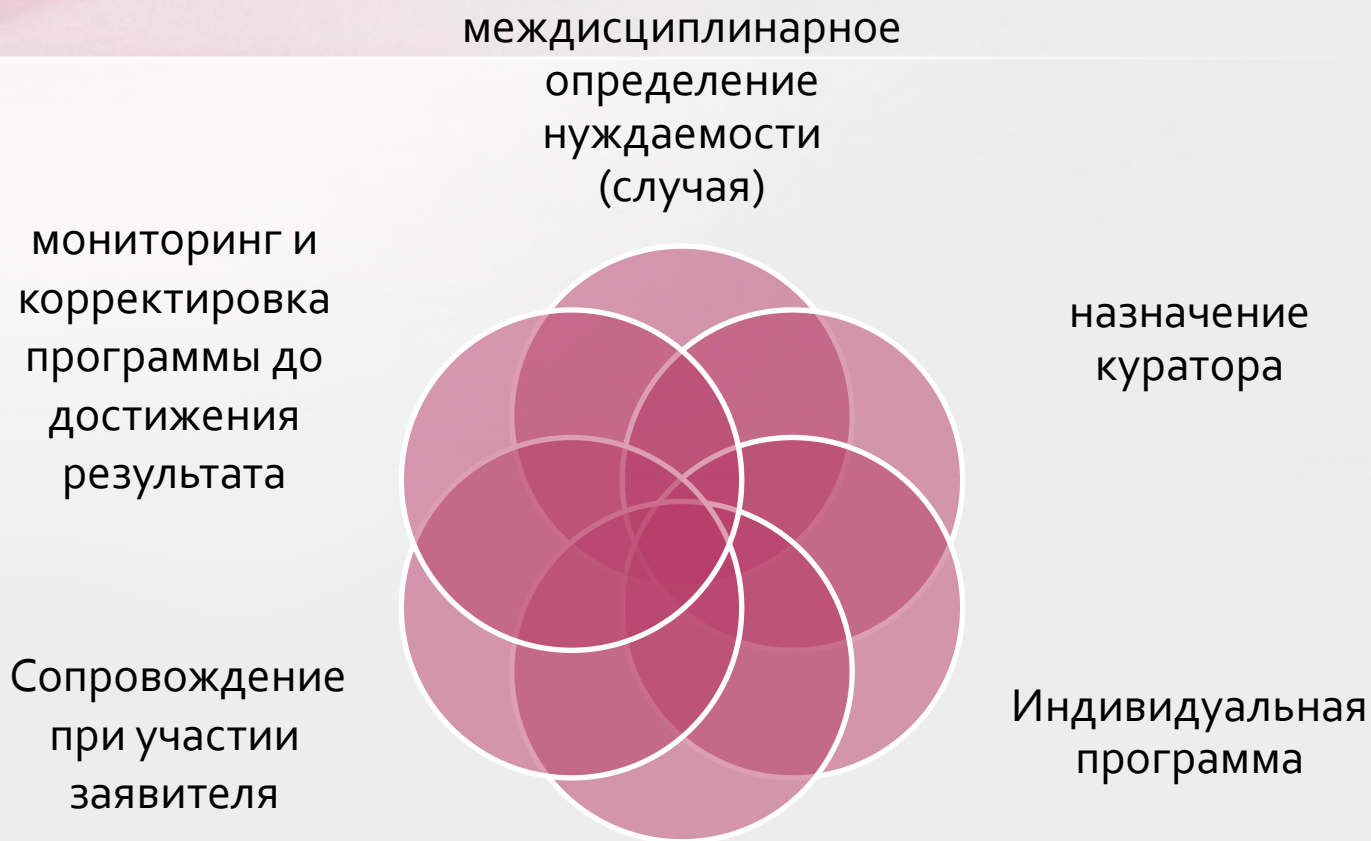 междисциплинарное
определение
нуждаемости
(случая)
назначение
куратора
Индивидуальная
программа
Сопровождение
при участии
заявителя
мониторинг и
корректировка
программы до
достижения
результата